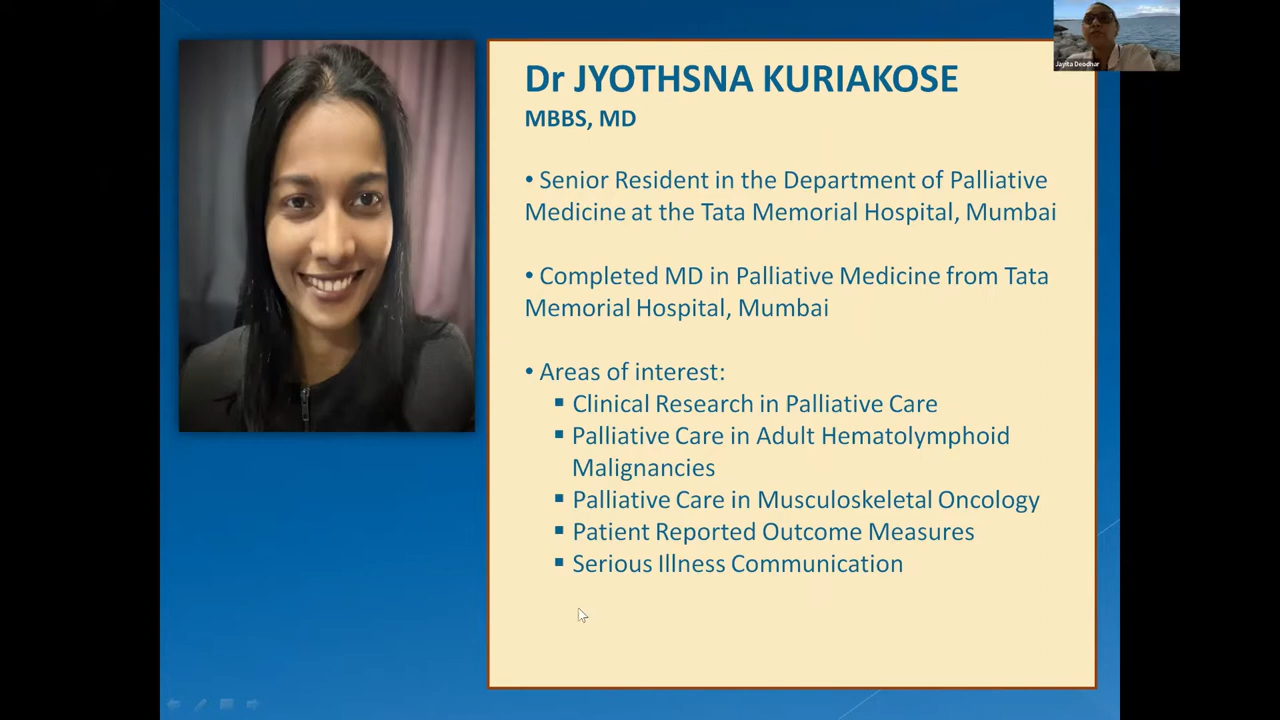 Dr JYOTHSNA KURIAKOSE
MBBS, MD
• Senior Resident in the Department of Palliative
Medicine at the Tata Memorial Hospital, Mumbai
• Completed MD in Palliative Medicine from Tata
Memorial Hospital, Mumbai
• Areas of interest:
▪ Clinical Research in Palliative Care
▪ Palliative Care in Adult Hematolymphoid
Malignancies
▪ Palliative Care in Musculoskeletal Oncology
▪ Patient Reported Outcome Measures
▪ Serious Illness Communication
Jayita Deodhar